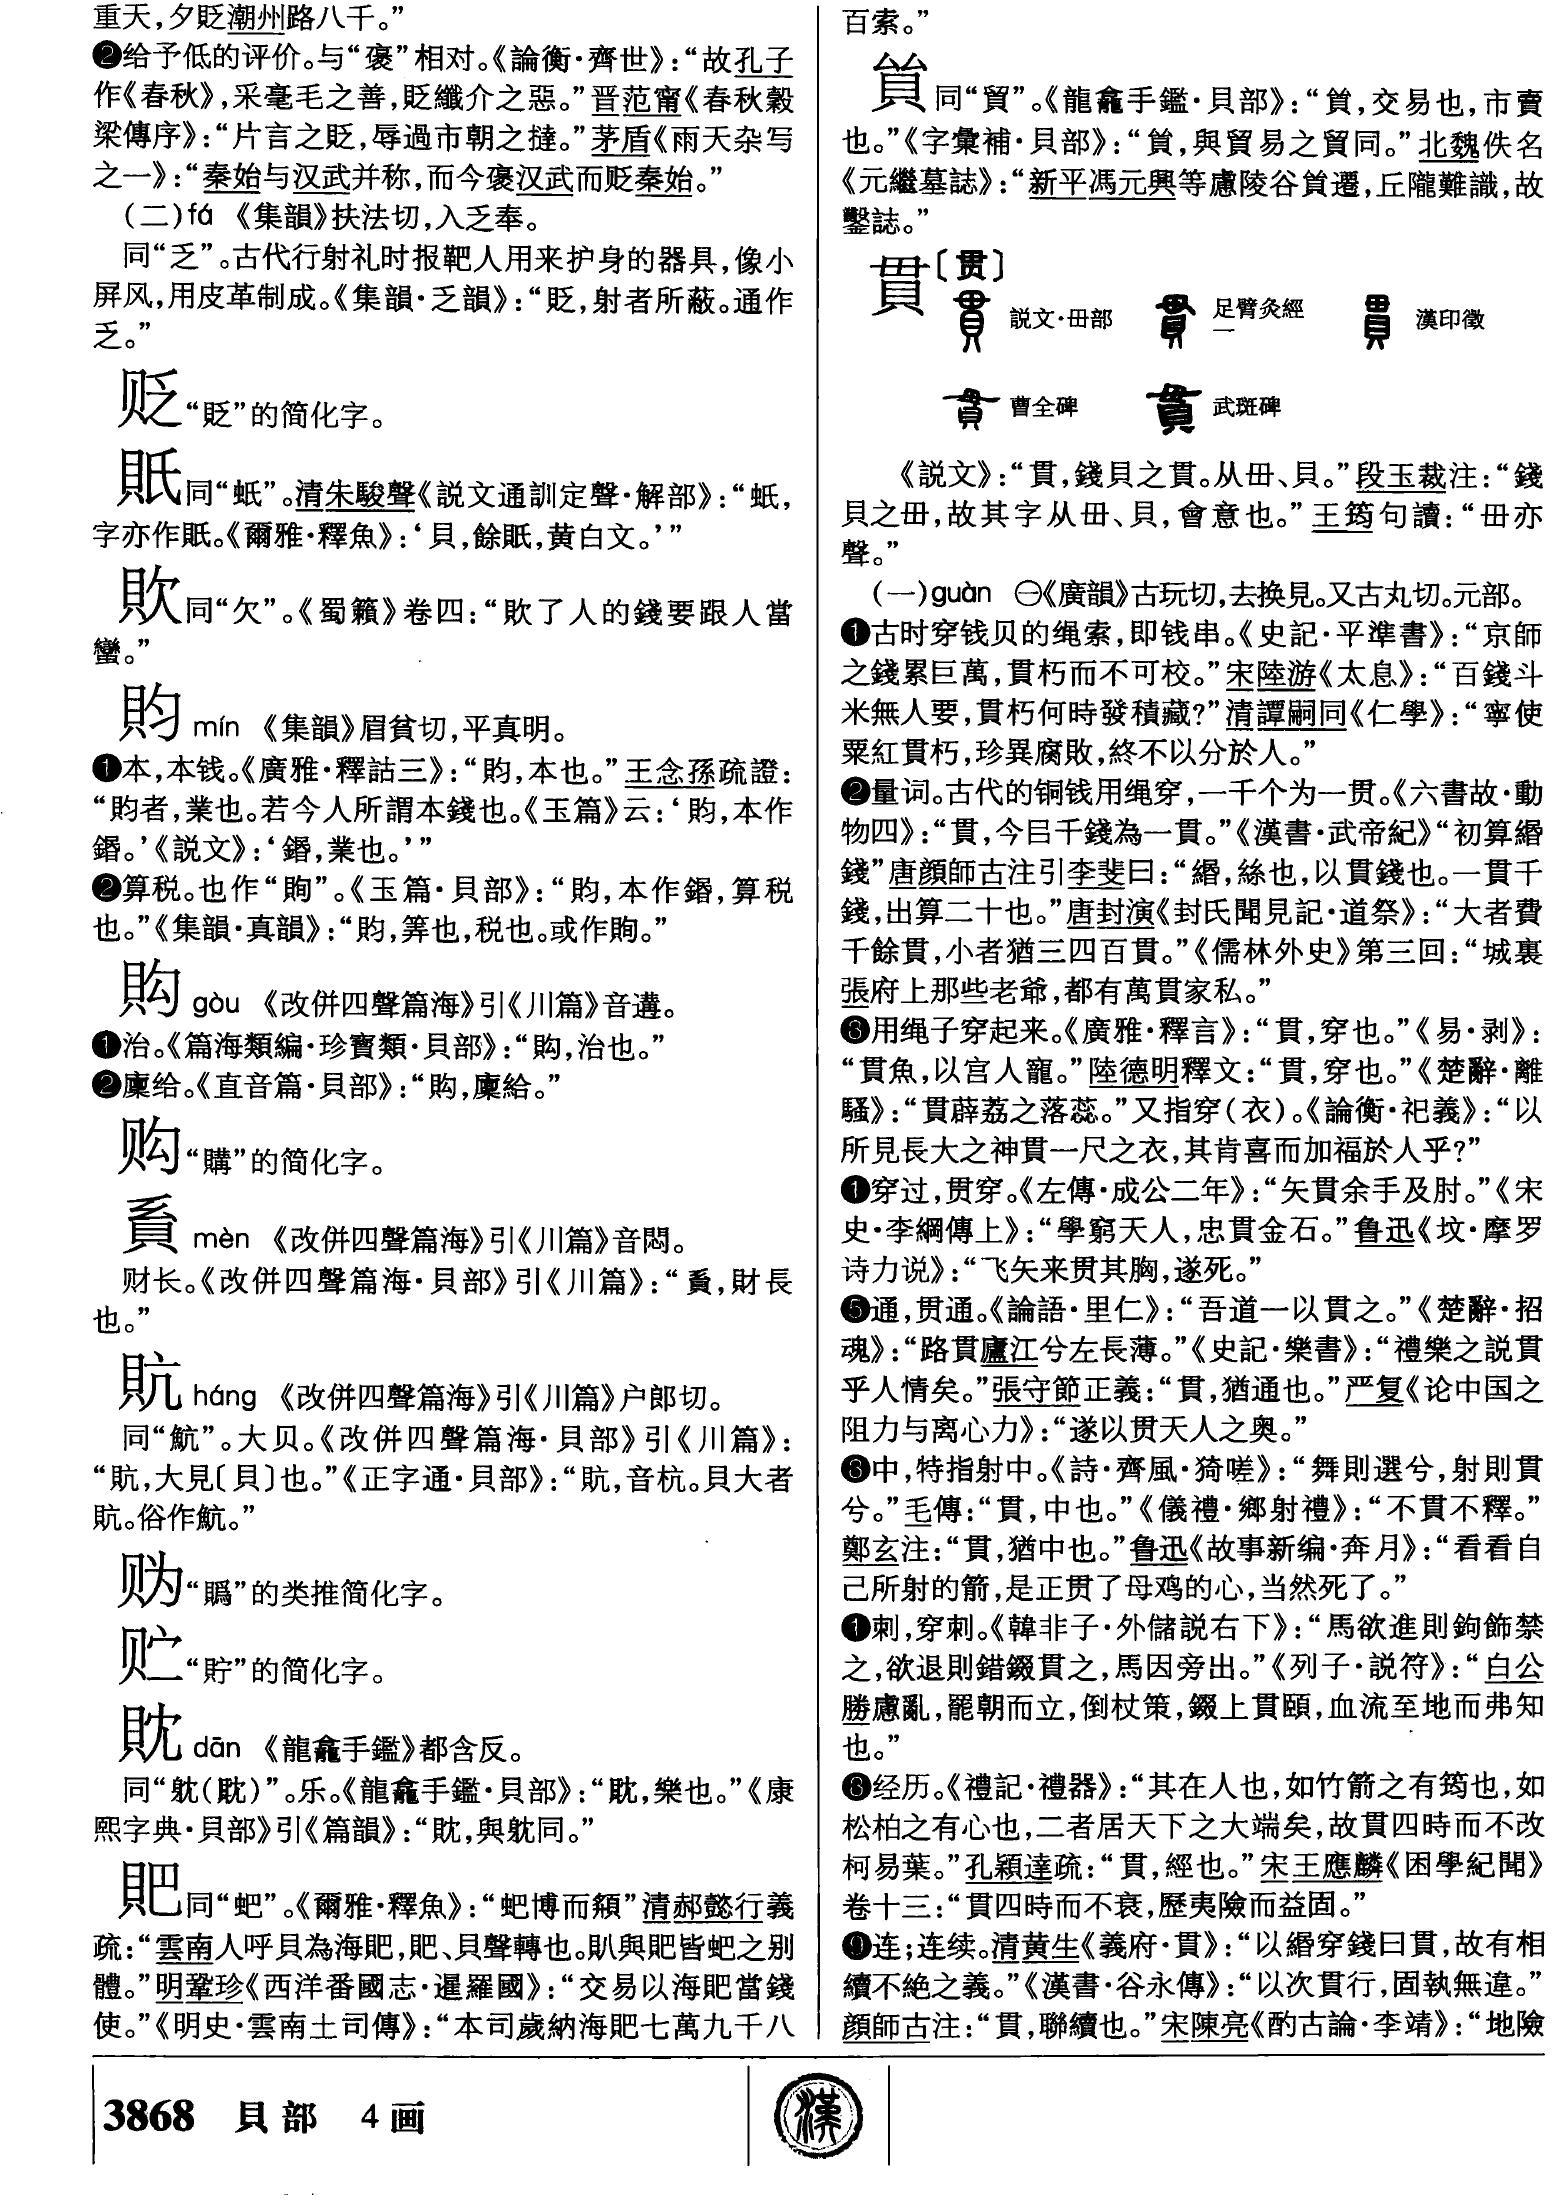 重天，夕贬潮州路八千。”
❷给予低的评价。与“褒”相对。《論衡·齊世》：“故孔子
作《春秋》，采毫毛之善，貶纖介之惡。”晋范甯《春秋穀
梁傳序》：“片言之貶，辱過市朝之撻。”茅盾《雨天杂写
之一》：“秦始与汉武并称，而今褒汉武而贬秦始。”
（二）fá 《集韻》扶法切，入乏奉。
同“乏”。古代行射礼时报靶人用来护身的器具，像小
屏风，用皮革制成。《集韻·乏韻》：“貶，射者所蔽。通作
乏。”
贬“貶”的简化字。
貾同“蚔”。清朱駿聲《説文通訓定聲·解部》：“蚔，
字亦作貾。《爾雅·釋魚》：‘貝，餘貾，黄白文。’”
㰟同“欠”。《蜀籟》卷四：“㰟了人的錢要跟人當
蠻。”
䝧 mín 《集韻》眉貧切，平真明。
❶本，本钱。《廣雅·釋詁三》：“䝧，本也。”王念孫疏證：
“䝧者，業也。若今人所謂本錢也。《玉篇》云：‘䝧，本作
鍲。’《説文》：‘鍲，業也。’”
❷算税。也作“眴”。《玉篇·貝部》：“䝧，本作鍲，算税
也。”《集韻·真韻》：“䝧，筭也，税也。或作眴。”
購 gòu 《改併四聲篇海》引《川篇》音遘。
❶治。《篇海類編·珍寶類·貝部》：“，治也。”
❷廩给。《直音篇·貝部》：“，廩給。”
购“購”的简化字。
mèn 《改併四聲篇海》引《川篇》音悶。
财长。《改併四聲篇海·貝部》引《川篇》：“，財長
也。”
貥 háng 《改併四聲篇海》引《川篇》户郎切。
同“魧”。大贝。《改併四聲篇海·貝部》引《川篇》：
“貥，大見〔貝〕也。”《正字通·貝部》：“貥，音杭。貝大者
貥。俗作魧。”
“贋”的类推简化字。
贮“貯”的简化字。
dān 《龍龕手鑑》都含反。
同“躭（耽）”。乐。《龍龕手鑑·貝部》：“，樂也。”《康
熙字典·貝部》引《篇韻》：“，與躭同。”
䝛同“蚆”。《爾雅·釋魚》：“蚆博而頯”清郝懿行義
疏：“雲南人呼貝為海䝛，䝛、貝聲轉也。䝛與䝛皆蚆之别
體。”明鞏珍《西洋番國志·暹羅國》：“交易以海䝛當錢
使。”《明史·雲南土司傳》：“本司歲納海䝛七萬九千八
百索。”
同“貿”。《龍龕手鑑·貝部》：“，交易也，市賣
也。”《字彙補·貝部》：“，與貿易之貿同。”北魏佚名
《元繼墓誌》：“新平馮元興等慮陵谷遷，丘隴難識，故
鑿誌。”
貫〔贯〕
説文·毌部 足臂灸經一 漢印徵
曹全碑 武斑碑
《説文》：“貫，錢貝之貫。从毌、貝。”段玉裁注：“錢
貝之毌，故其字从毌、貝，會意也。”王筠句讀：“毌亦
聲。”
（一）guàn ㊀《廣韻》古玩切，去换見。又古丸切。元部。
❶古时穿钱贝的绳索，即钱串。《史記·平準書》：“京師
之錢累巨萬，貫朽而不可校。”宋陸游《太息》：“百錢斗
米無人要，貫朽何時發積藏？”清譚嗣同《仁學》：“寧使
粟紅貫朽，珍異腐敗，終不以分於人。”
❷量词。古代的铜钱用绳穿，一千个为一贯。《六書故·動
物四》：“貫，今㠯千錢為一貫。”《漢書·武帝紀》“初算緡
錢”唐顔師古注引李斐曰：“緡，絲也，以貫錢也。一貫千
錢，出算二十也。”唐封演《封氏聞見記·道祭》：“大者費
千餘貫，小者猶三四百貫。”《儒林外史》第三回：“城裏
張府上那些老爺，都有萬貫家私。”
❸用绳子穿起来。《廣雅·釋言》：“貫，穿也。”《易·剥》：
“貫魚，以宫人寵。”陸德明釋文：“貫，穿也。”《楚辭·離
騷》：“貫薜荔之落蕊。”又指穿（衣）。《論衡·祀義》：“以
所見長大之神貫一尺之衣，其肯喜而加福於人乎？”
❶穿过，贯穿。《左傳·成公二年》：“矢貫余手及肘。”《宋
史·李綱傳上》：“學窮天人，忠貫金石。”鲁迅《坟·摩罗
诗力说》：“飞矢来贯其胸，遂死。”
❺通，贯通。《論語·里仁》：“吾道一以貫之。”《楚辭·招
魂》：“路貫廬江兮左長薄。”《史記·樂書》：“禮樂之説貫
乎人情矣。”張守節正義：“貫，猶通也。”严复《论中国之
阻力与离心力》：“遂以贯天人之奥。”
❻中，特指射中。《詩·齊風·猗嗟》：“舞則選兮，射則貫
兮。”毛傳：“貫，中也。”《儀禮·鄉射禮》：“不貫不釋。”
鄭玄注：“貫，猶中也。”鲁迅《故事新编·奔月》：“看看自
己所射的箭，是正贯了母鸡的心，当然死了。”
❶刺，穿刺。《韓非子·外儲説右下》：“馬欲進則鉤飾禁
之，欲退則錯錣貫之，馬因旁出。”《列子·説符》：“白公
勝慮亂，罷朝而立，倒杖策，錣上貫頤，血流至地而弗知
也。”
❽经历。《禮記·禮器》：“其在人也，如竹箭之有筠也，如
松柏之有心也，二者居天下之大端矣，故貫四時而不改
柯易葉。”孔穎達疏：“貫，經也。”宋王應麟《困學紀聞》
卷十三：“貫四時而不衰，歷夷險而益固。”
❾连；连续。清黄生《義府·貫》：“以緡穿錢曰貫，故有相
續不絶之義。”《漢書·谷永傳》：“以次貫行，固執無違。”
顔師古注：“貫，聯續也。”宋陳亮《酌古論·李靖》：“地險
3868 貝部 4画
漢